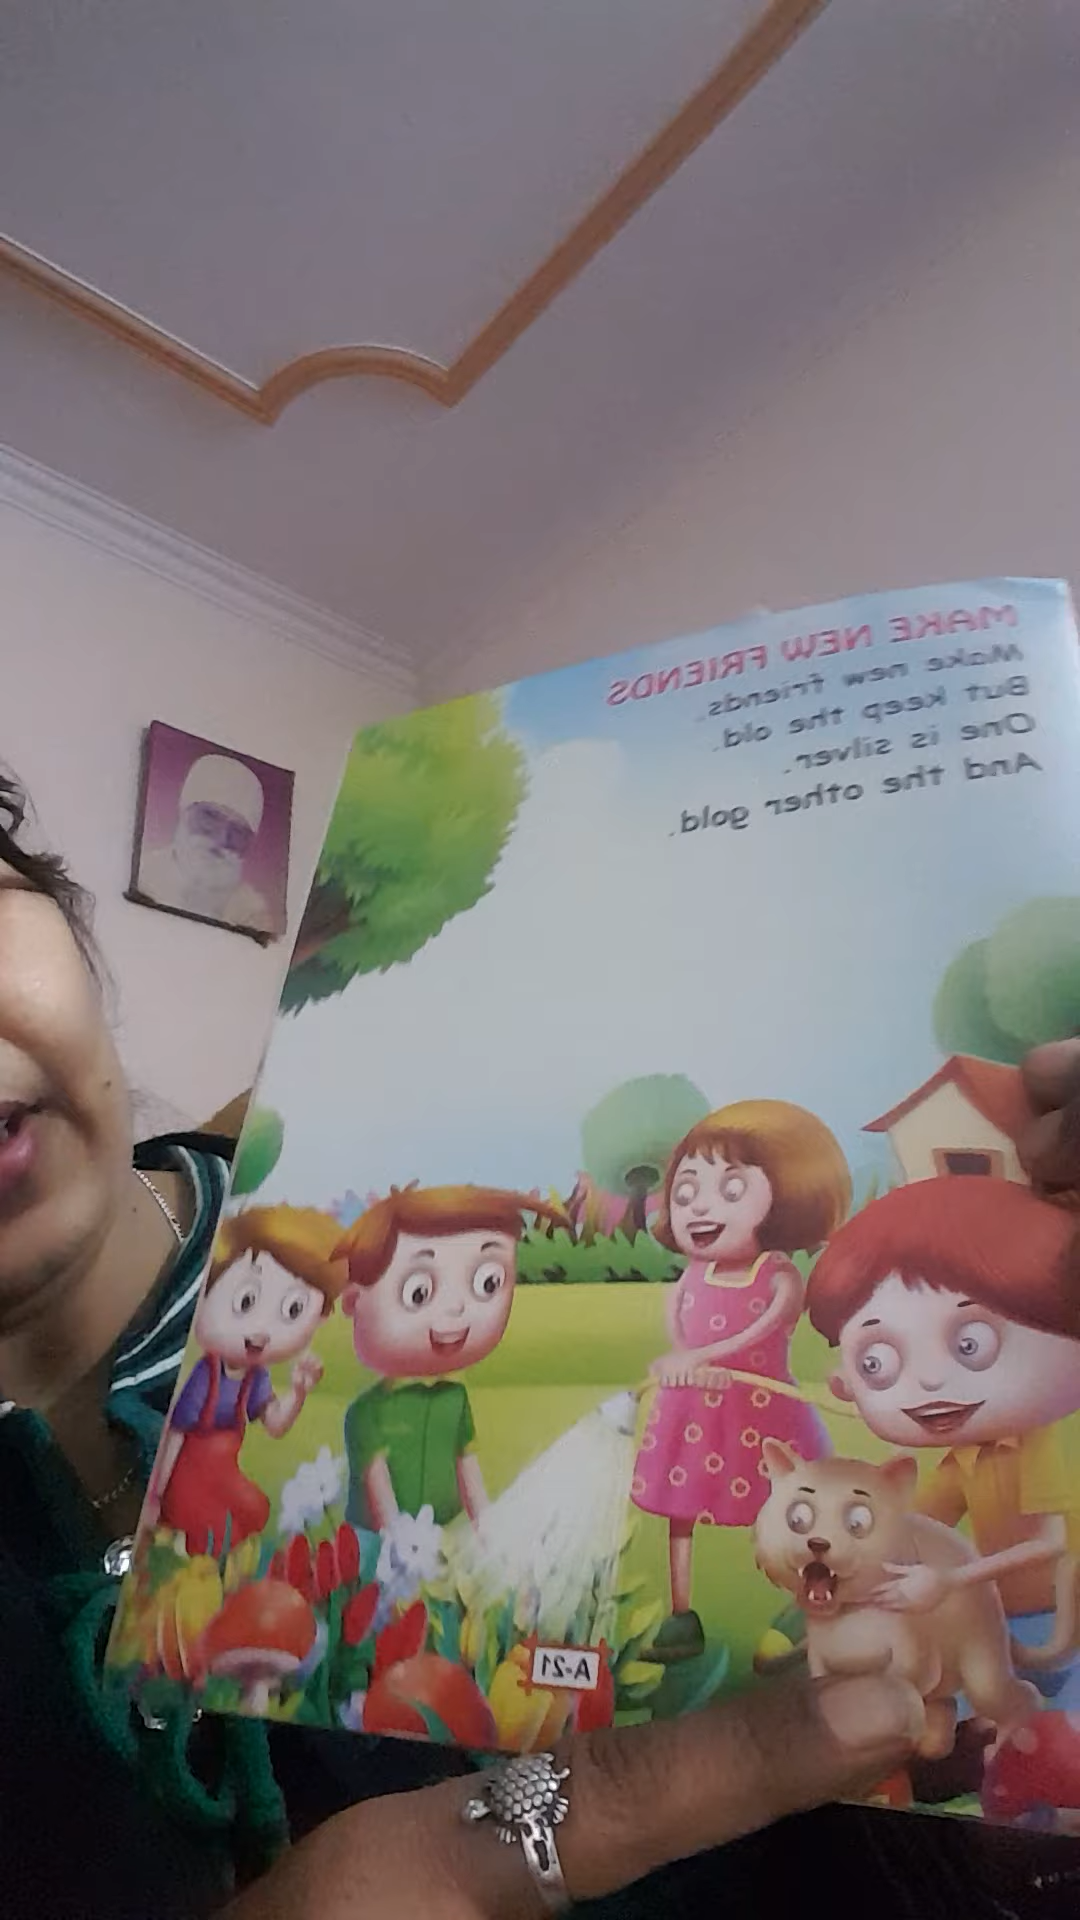 MAKE NEW FRIENDS
Make new friends.
But keep the old.
One is silver.
And the other gold.
A-21